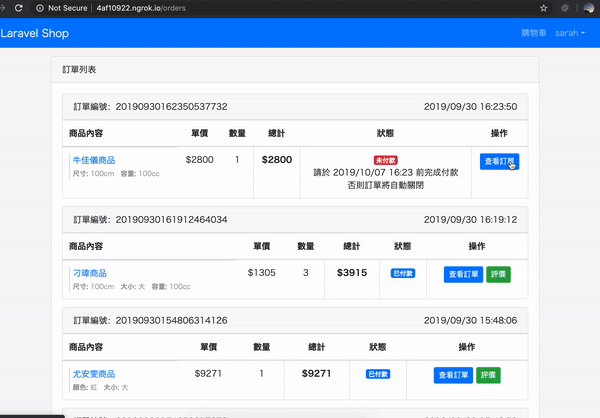 Not Secure | 4af10922.ngrok.io/orders
Laravel Shop 購物車 sarah
訂單列表
訂單編號: 20190930162350537732 2019/09/30 16:23:50
商品內容 單價 數量 總計 狀態 操作
牛佳儀商品 $2800 1 $2800 未付款 查看訂單
尺寸: 100cm 容量: 100cc
請於 2019/10/07 16:23 前完成付款
否則訂單將自動關閉
訂單編號: 20190930161912464034 2019/09/30 16:19:12
商品內容 單價 數量 總計 狀態 操作
刁瑋商品 $1305 3 $3915 已付款 查看訂單 評價
尺寸: 100cm 大小: 大 容量: 100cc
訂單編號: 20190930154806314126 2019/09/30 15:48:06
商品內容 單價 數量 總計 狀態 操作
尤安雯商品 $9271 1 $9271 已付款 查看訂單 評價
顏色: 紅 大小: 大